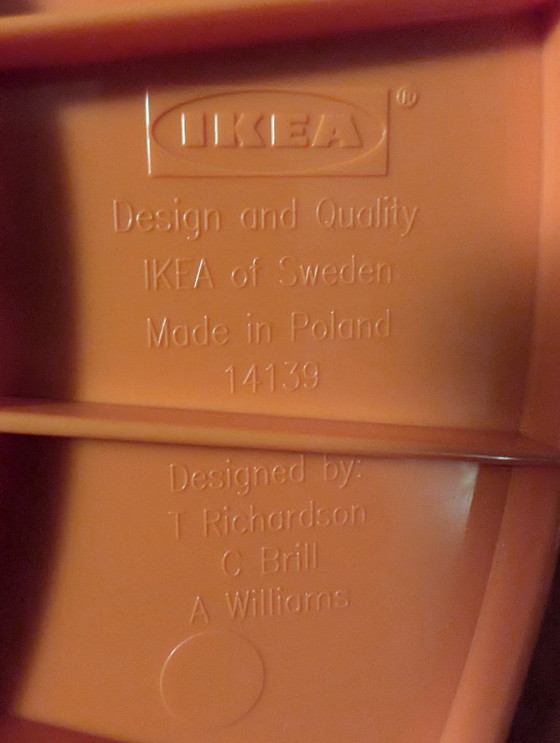 IKEA®
Design and Quality
IKEA of Sweden
Made in Poland
14139
Designed by:
T Richardson
C Brill
A Williams